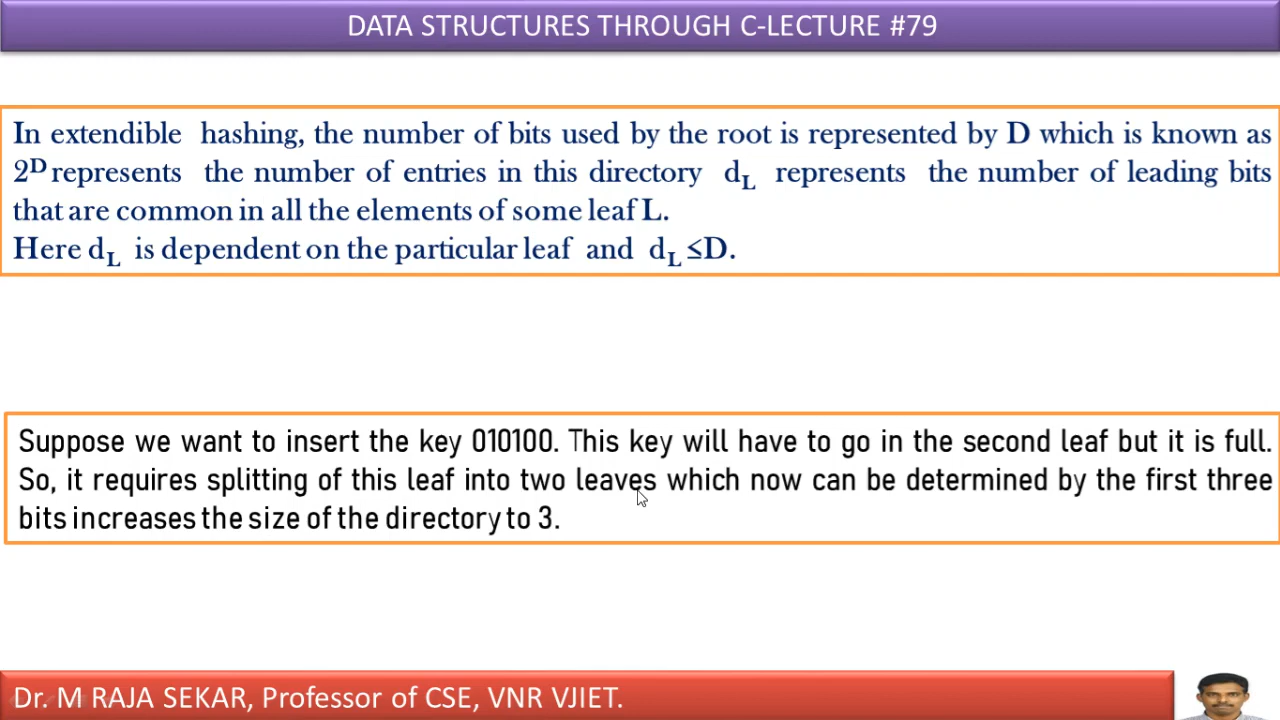 DATA STRUCTURES THROUGH C-LECTURE #79
In extendible hashing, the number of bits used by the root is represented by D which is known as
2^D represents the number of entries in this directory d_L represents the number of leading bits
that are common in all the elements of some leaf L.
Here d_L is dependent on the particular leaf and d_L ≤D.
Suppose we want to insert the key 010100. This key will have to go in the second leaf but it is full.
So, it requires splitting of this leaf into two leaves which now can be determined by the first three
bits increases the size of the directory to 3.
Dr. M RAJA SEKAR, Professor of CSE, VNR VJIET.